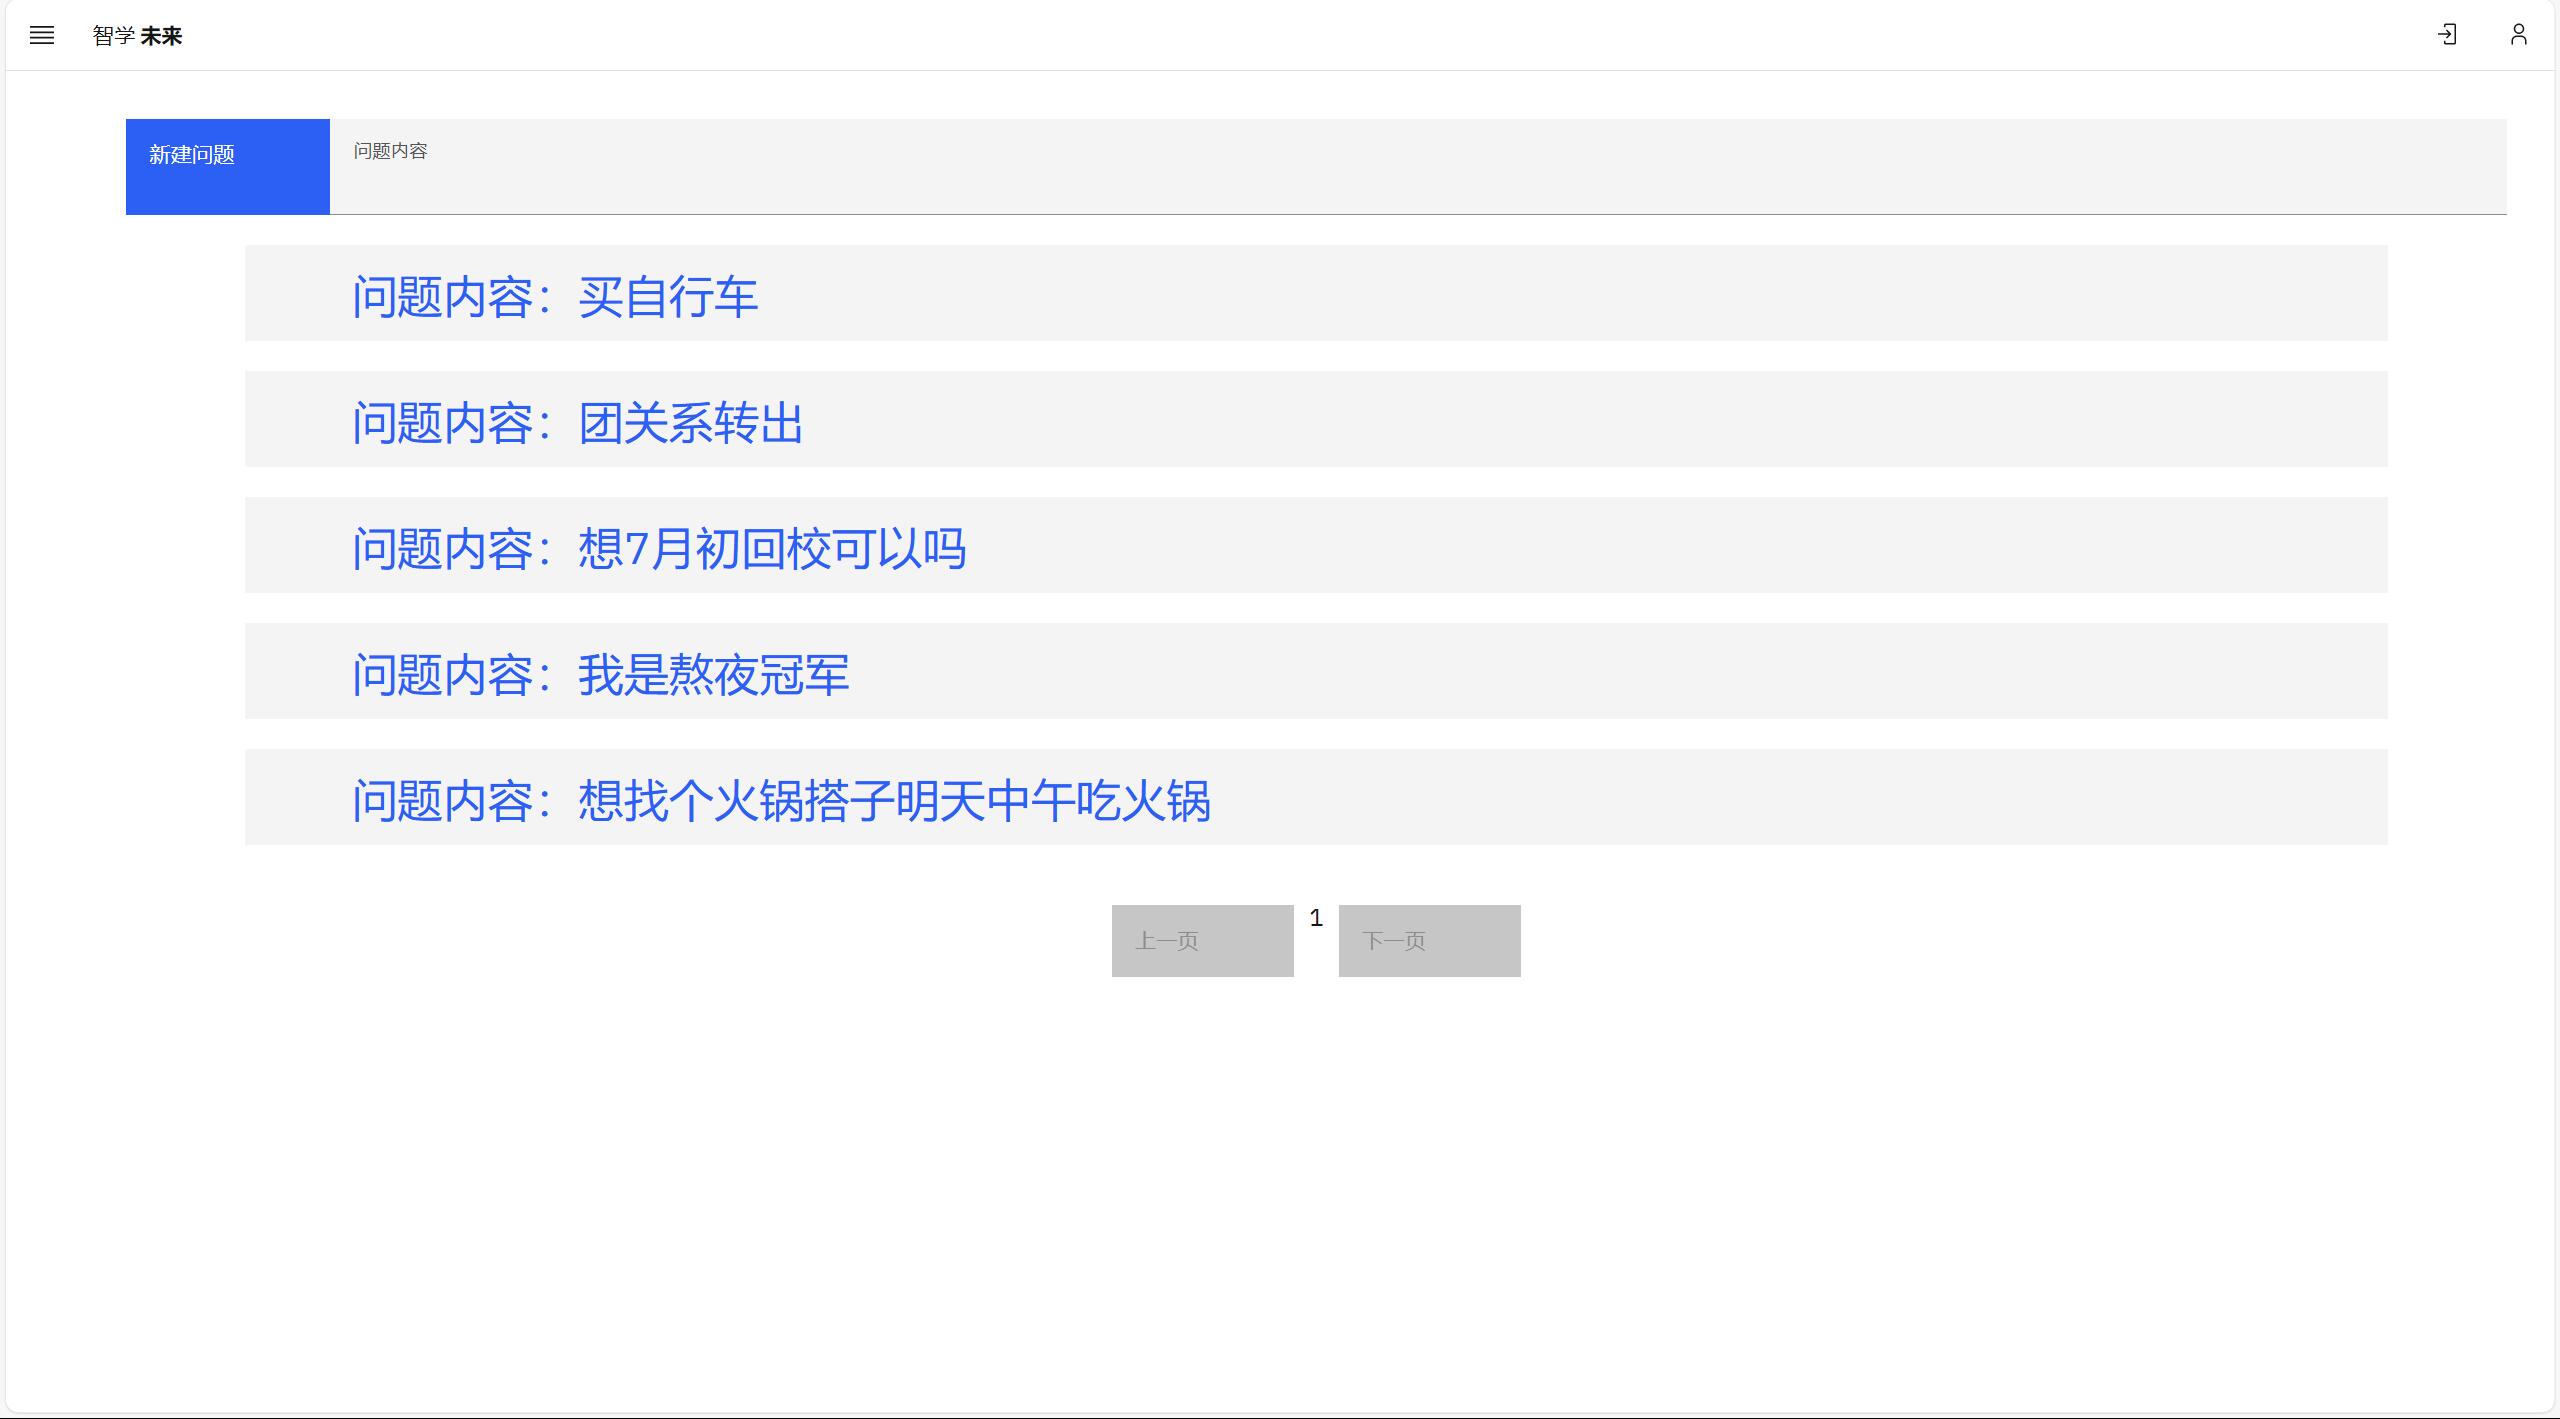 智学 未来
新建问题
问题内容
问题内容：买自行车
问题内容：团关系转出
问题内容：想7月初回校可以吗
问题内容：我是熬夜冠军
问题内容：想找个火锅搭子明天中午吃火锅
上一页 1 下一页